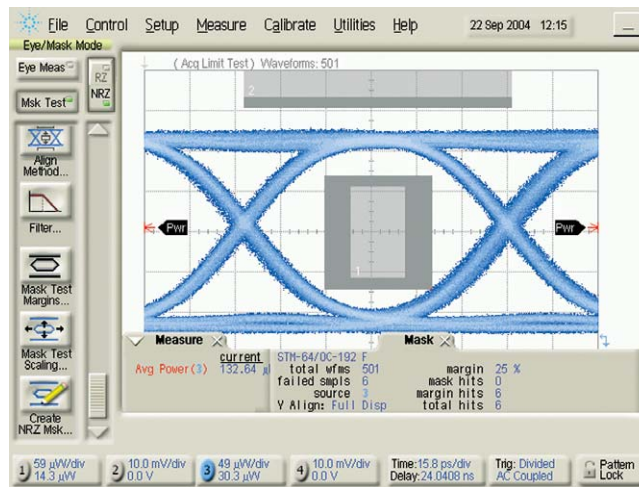 File Control Setup Measure Calibrate Utilities Help 22 Sep 2004 12:15
Eye/Mask Mode
Eye Meas
RZ
NRZ
Msk Test
( Acq Limit Test ) Waveforms: 501
2
Align
Method...
Filter...
Pwr
Pwr
1
Mask Test
Margins...
Mask Test
Scaling...
Create
NRZ Msk...
Measure
Mask
current
Avg Power(3) 132.64
STM-64/OC-192 F
total wfms 501
failed smpls 6
source 3
Y Align: Full Disp
margin 25 %
mask hits 0
margin hits 6
total hits 6
1) 59 µW/div
14.3 µW
2) 10.0 mV/div
0.0 V
3) 49 µW/div
30.3 µW
4) 10.0 mV/div
0.0 V
Time:15.8 ps/div
Delay:24.0408 ns
Trig: Divided
AC Coupled
Pattern
Lock